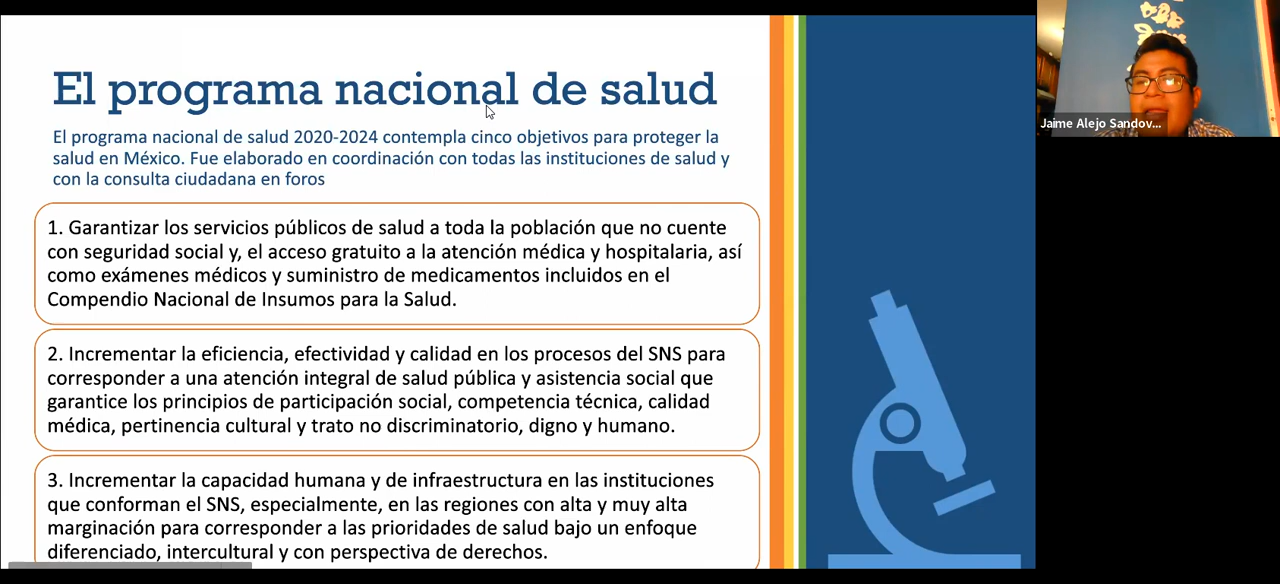 El programa nacional de salud
El programa nacional de salud 2020-2024 contempla cinco objetivos para proteger la
salud en México. Fue elaborado en coordinación con todas las instituciones de salud y
con la consulta ciudadana en foros
1. Garantizar los servicios públicos de salud a toda la población que no cuente
con seguridad social y, el acceso gratuito a la atención médica y hospitalaria, así
como exámenes médicos y suministro de medicamentos incluidos en el
Compendio Nacional de Insumos para la Salud.
2. Incrementar la eficiencia, efectividad y calidad en los procesos del SNS para
corresponder a una atención integral de salud pública y asistencia social que
garantice los principios de participación social, competencia técnica, calidad
médica, pertinencia cultural y trato no discriminatorio, digno y humano.
3. Incrementar la capacidad humana y de infraestructura en las instituciones
que conforman el SNS, especialmente, en las regiones con alta y muy alta
marginación para corresponder a las prioridades de salud bajo un enfoque
diferenciado, intercultural y con perspectiva de derechos.
Jaime Alejo Sandov...